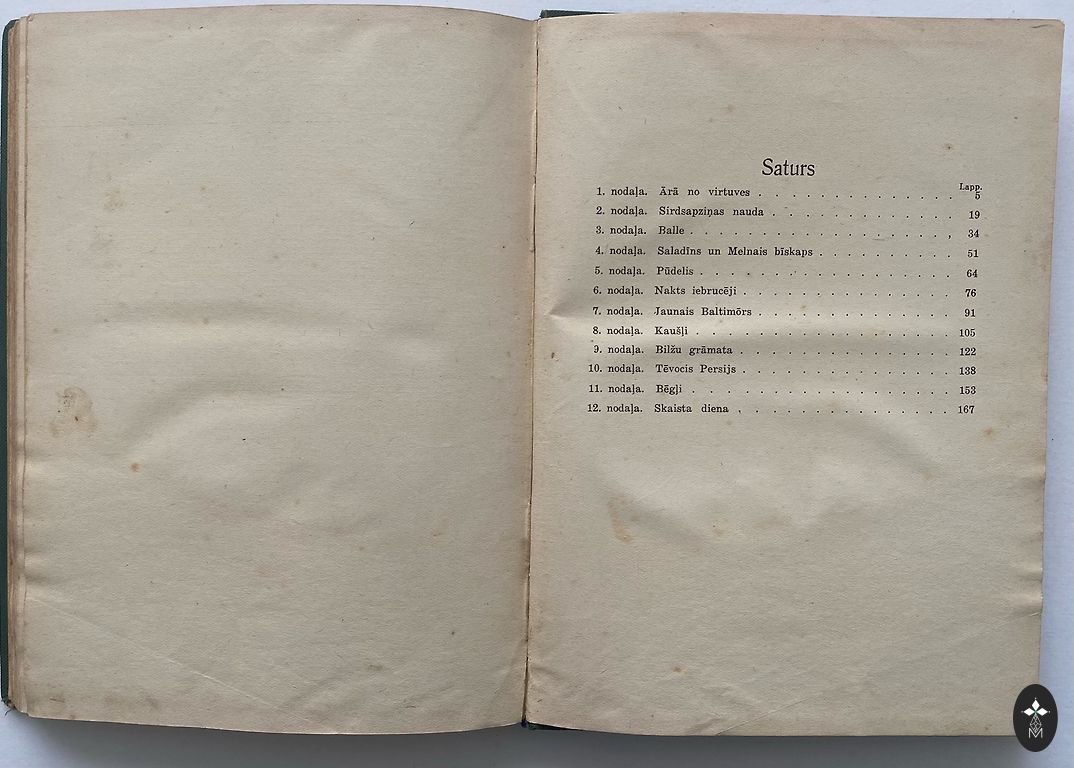 Saturs
Lapp.
1. nodaļa. Ārā no virtuves . . . . . . . . . . . . . 5
2. nodaļa. Sirdsapziņas nauda . . . . . . . . . . . . 19
3. nodaļa. Balle . . . . . . . . . . . . . . . . . . 34
4. nodaļa. Saladīns un Melnais bīskaps . . . . . . . . . 51
5. nodaļa. Pūdelis . . . . . . . . . . . . . . . . . 64
6. nodaļa. Nakts iebrucēji . . . . . . . . . . . . . . 76
7. nodaļa. Jaunais Baltimōrs . . . . . . . . . . . . . 91
8. nodaļa. Kaušļi . . . . . . . . . . . . . . . . . . 105
9. nodaļa. Bilžu grāmata . . . . . . . . . . . . . . . 122
10. nodaļa. Tēvocis Persijs . . . . . . . . . . . . . . 138
11. nodaļa. Bēgļi . . . . . . . . . . . . . . . . . . 153
12. nodaļa. Skaista diena . . . . . . . . . . . . . . . 167